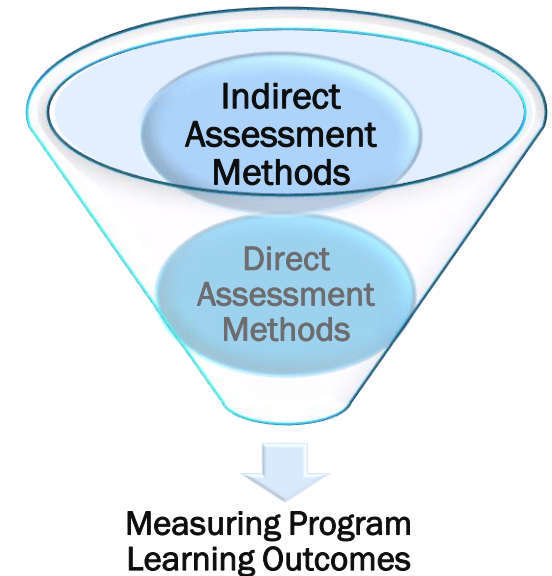 Indirect
Assessment
Methods
Direct
Assessment
Methods
Measuring Program
Learning Outcomes